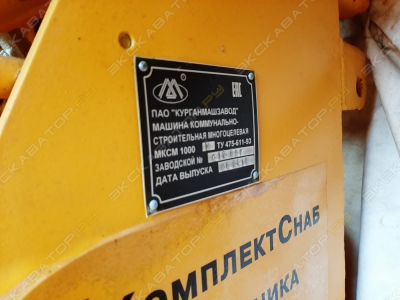 ЕАС
ПАО "КУРГАНМАШЗАВОД"
МАШИНА КОММУНАЛЬНО-
СТРОИТЕЛЬНАЯ МНОГОЦЕЛЕВАЯ
МКСМ 1000 ТУ 475-611-93
ЗАВОДСКОЙ №
ДАТА ВЫПУСКА
КОМПЛЕКТСНАБ
ЭКСКАВАТОР РУ